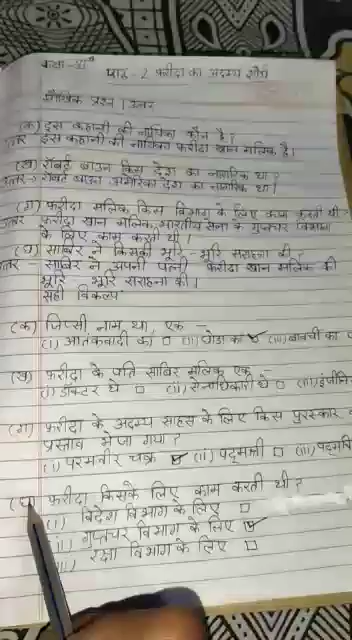 कक्षा-
पाठ-2 फरीदा का अदम्य शौर्य
मौखिक प्रश्न | उत्तर
(क) इस कहानी की नायिका कौन है।
उत्तर इस कहानी की नायिका फरीदा खान मलिक है।
(ख) रॉबर्ट ब्राउन किस देश का नागरिक था?
उत्तर- रॉबर्ट ब्राउन अमेरिका देश का नागरिक था।
(ग) फरीदा मलिक किस विभाग के लिए काम करती थी?
उत्तर फरीदा खान मलिक भारतीय सेना के गुप्तचर विभाग
के लिए काम करती थी।
(घ) साबिर ने किसकी भूरि-भूरि सराहना की?
उत्तर- साबिर ने अपनी पत्नी फरीदा खान मलिक की
भूरि भूरि सराहना की।
सही विकल्प
(क) जिप्सी नाम था, एक -
(i) आतंकवादी का □ (ii) घोड़ा का ✓ (iii) बावर्ची का
(ख) फरीदा के पति साबिर मलिक एक -
(i) डॉक्टर थे □ (ii) सेनाधिकारी थे □ (iii) इंजीनि
(ग) फरीदा के अदम्य साहस के लिए किस पुरस्कार
प्रस्ताव भेजा गया?
(i) परमवीर चक्र ✓ (ii) पद्मश्री □ (iii) पद्मवि
(घ) फरीदा किसके लिए काम करती थी?
(i) विदेश विभाग के लिए □
(ii) गुप्तचर विभाग के लिए ✓
(iii) रक्षा विभाग के लिए □